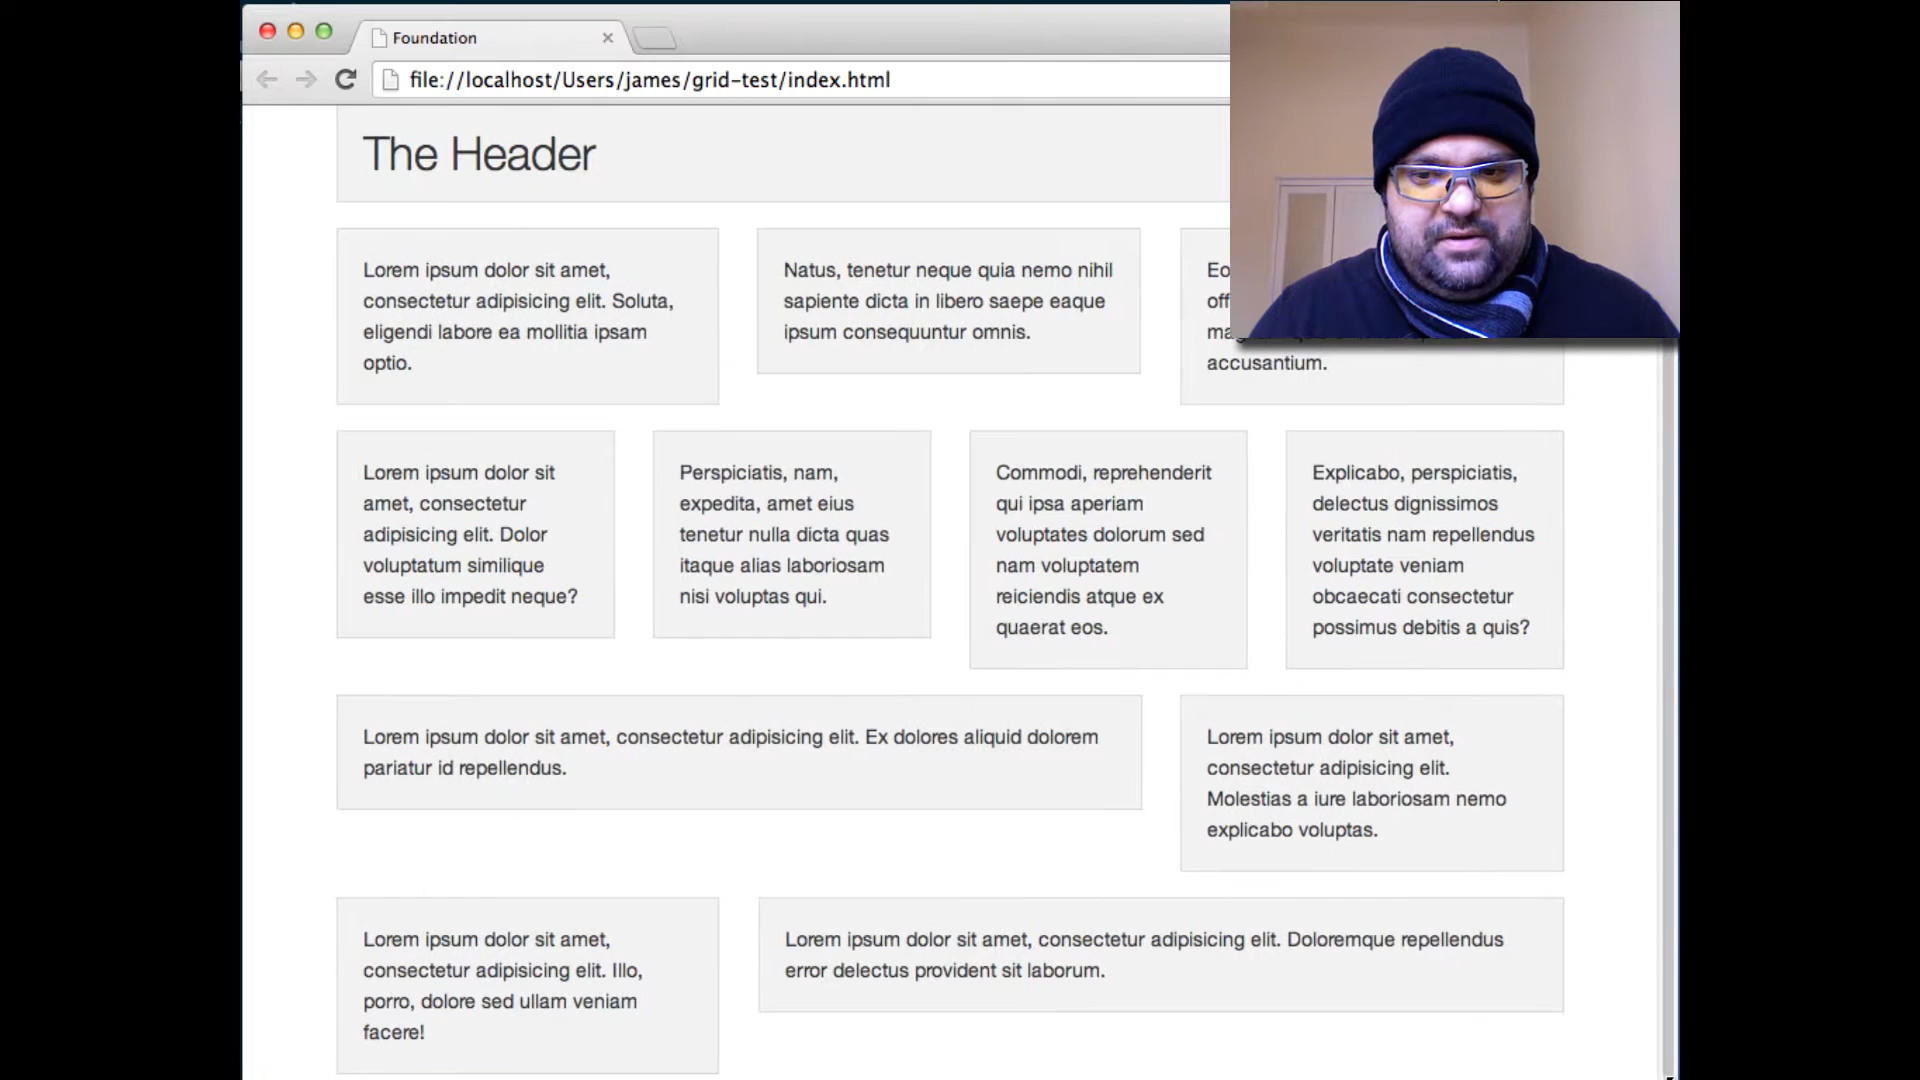 Foundation
file://localhost/Users/james/grid-test/index.html
The Header
Lorem ipsum dolor sit amet,
consectetur adipisicing elit. Soluta,
eligendi labore ea mollitia ipsam
optio.
Natus, tenetur neque quia nemo nihil
sapiente dicta in libero saepe eaque
ipsum consequuntur omnis.
accusantium.
Lorem ipsum dolor sit
amet, consectetur
adipisicing elit. Dolor
voluptatum similique
esse illo impedit neque?
Perspiciatis, nam,
expedita, amet eius
tenetur nulla dicta quas
itaque alias laboriosam
nisi voluptas qui.
Commodi, reprehenderit
qui ipsa aperiam
voluptates dolorum sed
nam voluptatem
reiciendis atque ex
quaerat eos.
Explicabo, perspiciatis,
delectus dignissimos
veritatis nam repellendus
voluptate veniam
obcaecati consectetur
possimus debitis a quis?
Lorem ipsum dolor sit amet, consectetur adipisicing elit. Ex dolores aliquid dolorem
pariatur id repellendus.
Lorem ipsum dolor sit amet,
consectetur adipisicing elit.
Molestias a iure laboriosam nemo
explicabo voluptas.
Lorem ipsum dolor sit amet,
consectetur adipisicing elit. Illo,
porro, dolore sed ullam veniam
facere!
Lorem ipsum dolor sit amet, consectetur adipisicing elit. Doloremque repellendus
error delectus provident sit laborum.